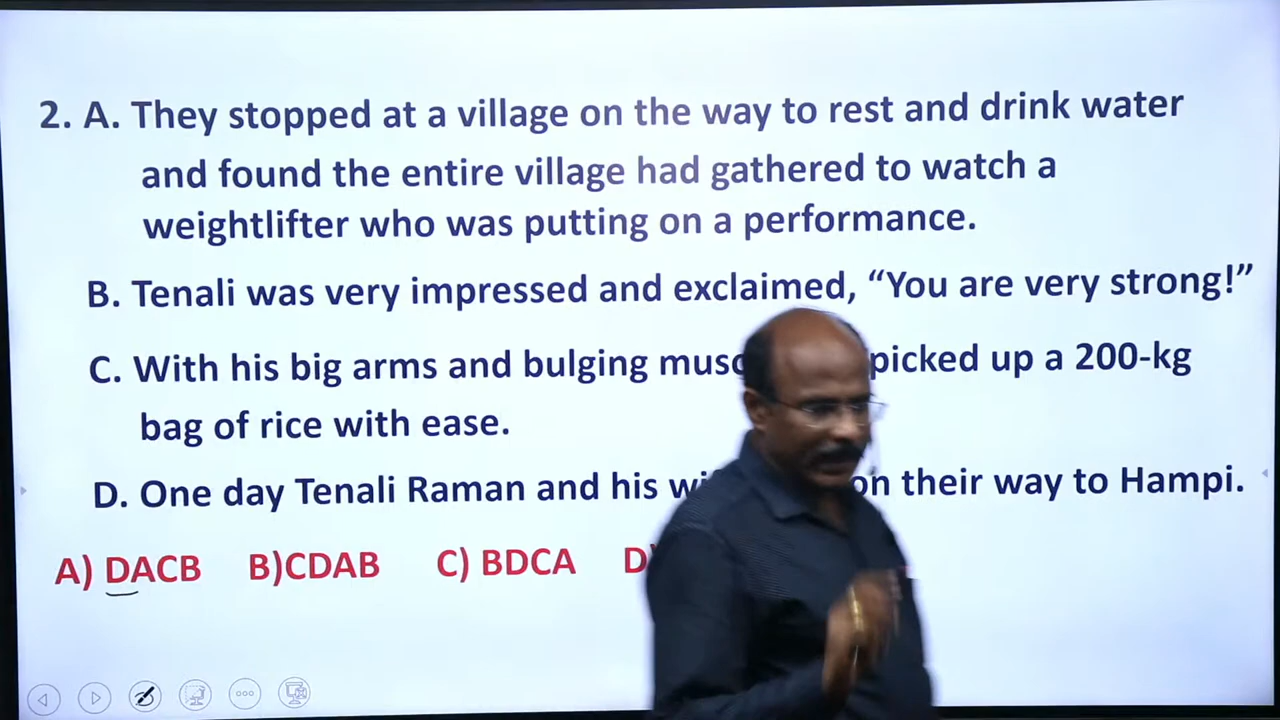 2. A. They stopped at a village on the way to rest and drink water
and found the entire village had gathered to watch a
weightlifter who was putting on a performance.
B. Tenali was very impressed and exclaimed, “You are very strong!”
C. With his big arms and bulging picked up a 200-kg
bag of rice with ease.
D. One day Tenali Raman and his on their way to Hampi.
A) DACB B)CDAB C) BDCA D)